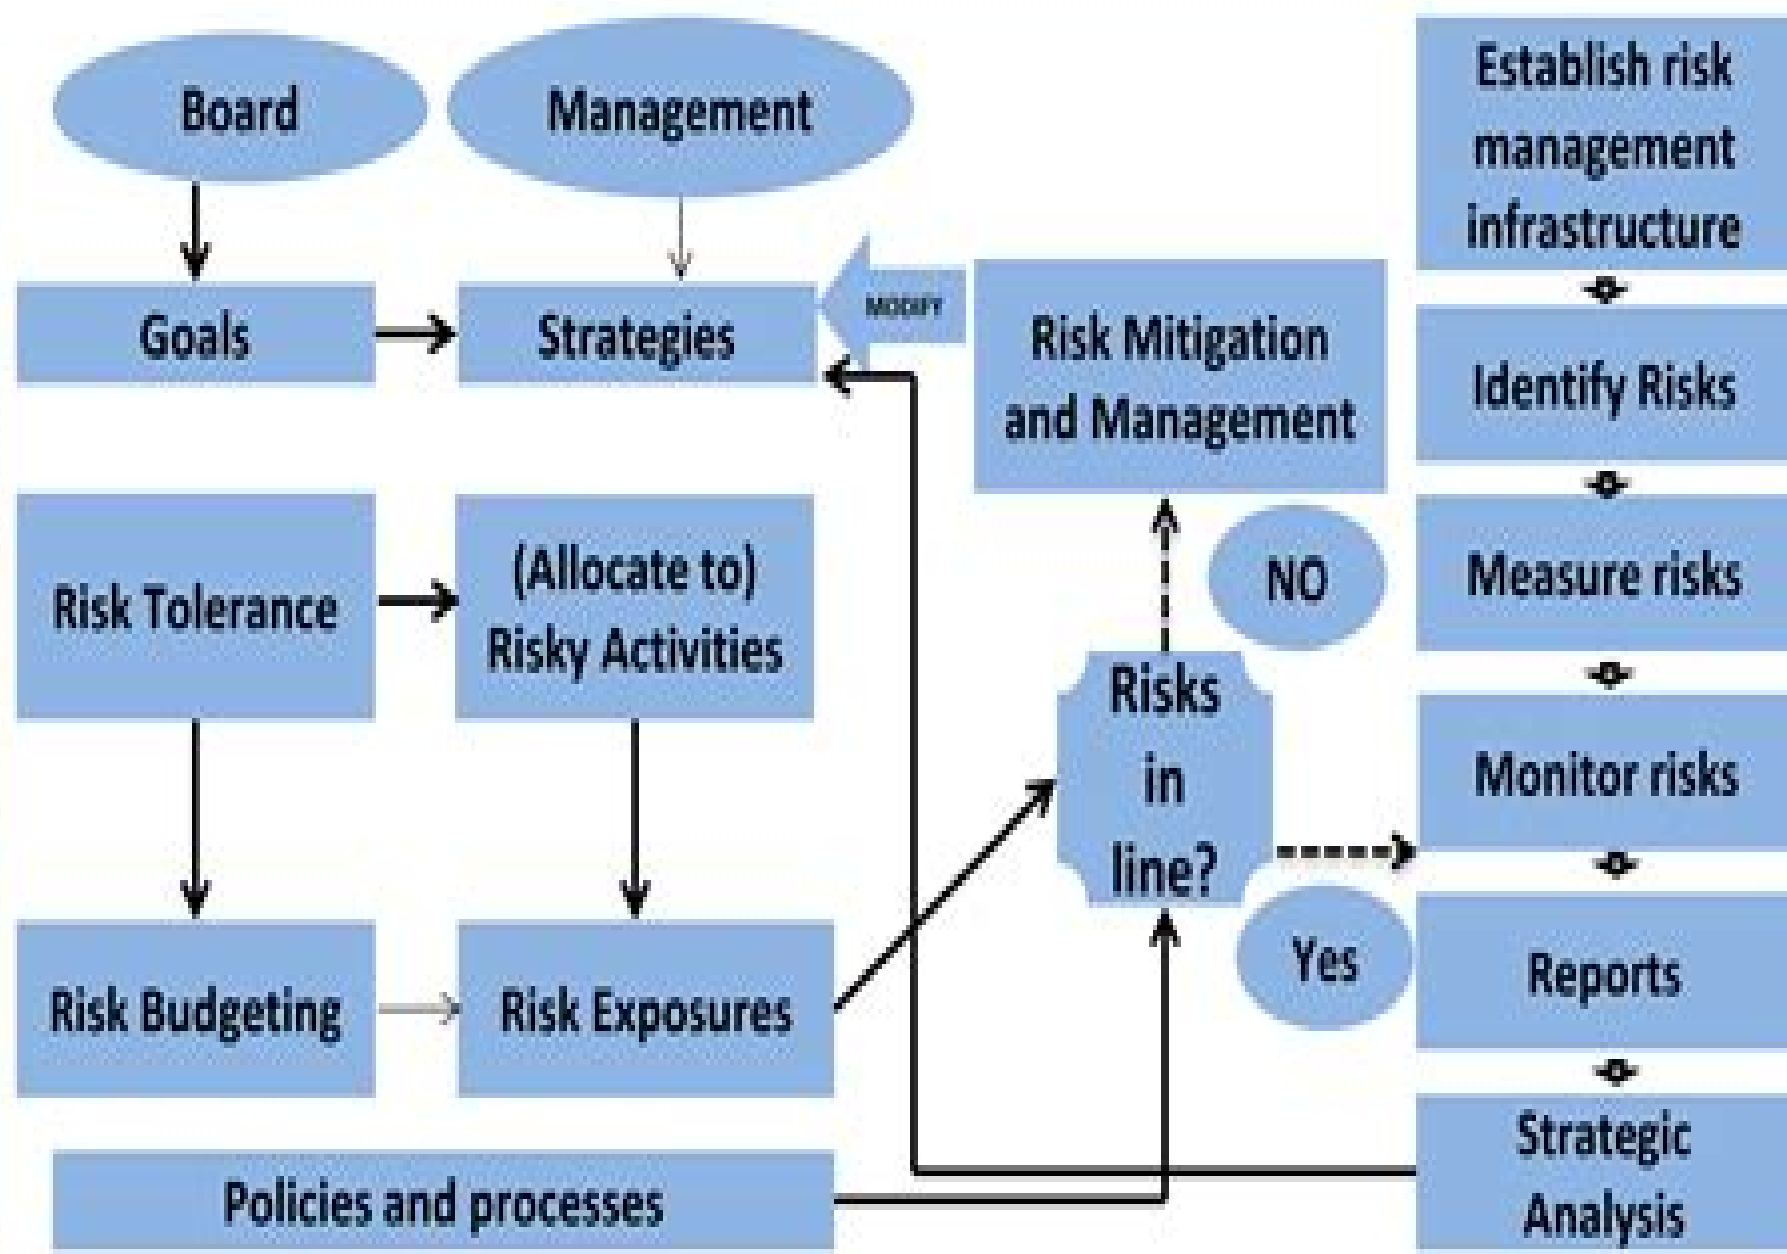 Board
Management
Goals
Strategies
MODIFY
Risk Mitigation
and Management
Risk Tolerance
(Allocate to)
Risky Activities
NO
Risks
in
line?
Yes
Risk Budgeting
Risk Exposures
Policies and processes
Establish risk
management
infrastructure
Identify Risks
Measure risks
Monitor risks
Reports
Strategic
Analysis